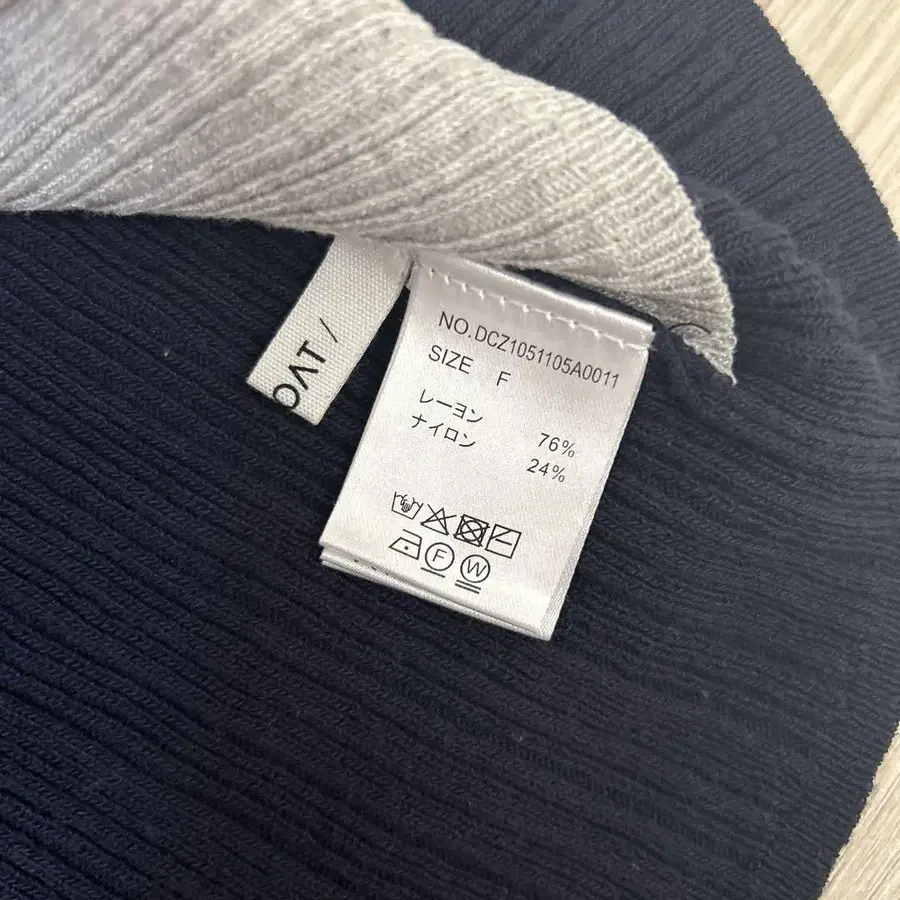 NO.DCZ1051105A0011
SIZE F
レーヨン 76%
ナイロン 24%
F W